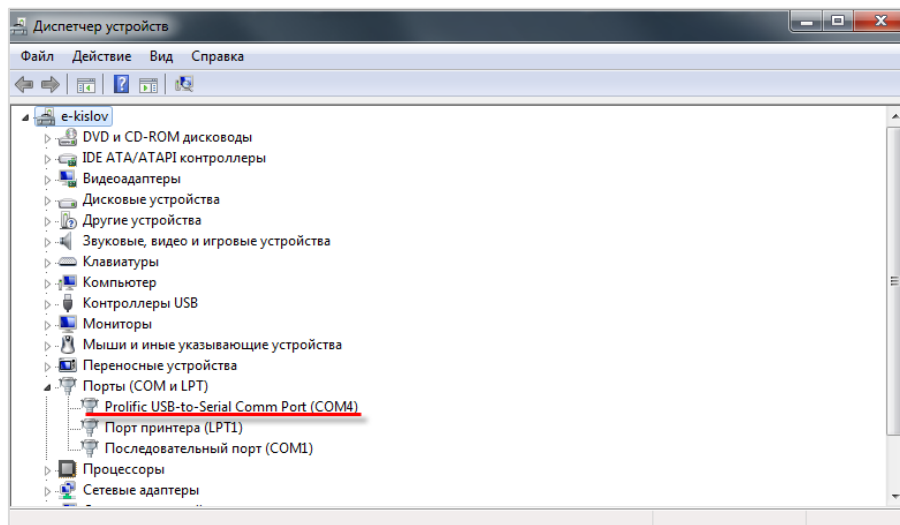 Диспетчер устройств
Файл Действие Вид Справка
e-kislov
DVD и CD-ROM дисководы
IDE ATA/ATAPI контроллеры
Видеоадаптеры
Дисковые устройства
Другие устройства
Звуковые, видео и игровые устройства
Клавиатуры
Компьютер
Контроллеры USB
Мониторы
Мыши и иные указывающие устройства
Переносные устройства
Порты (COM и LPT)
Prolific USB-to-Serial Comm Port (COM4)
Порт принтера (LPT1)
Последовательный порт (COM1)
Процессоры
Сетевые адаптеры